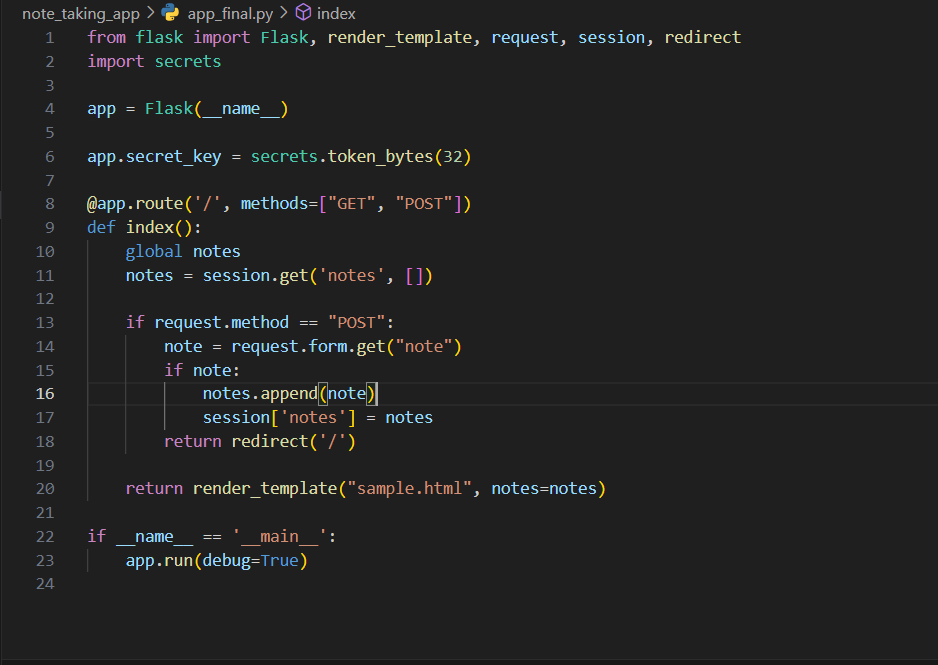 note_taking_app > app_final.py > index
1 from flask import Flask, render_template, request, session, redirect
2 import secrets
3
4 app = Flask(__name__)
5
6 app.secret_key = secrets.token_bytes(32)
7
8 @app.route('/', methods=["GET", "POST"])
9 def index():
10     global notes
11     notes = session.get('notes', [])
12
13     if request.method == "POST":
14         note = request.form.get("note")
15         if note:
16             notes.append(note)
17             session['notes'] = notes
18         return redirect('/')
19
20     return render_template("sample.html", notes=notes)
21
22 if __name__ == '__main__':
23     app.run(debug=True)
24